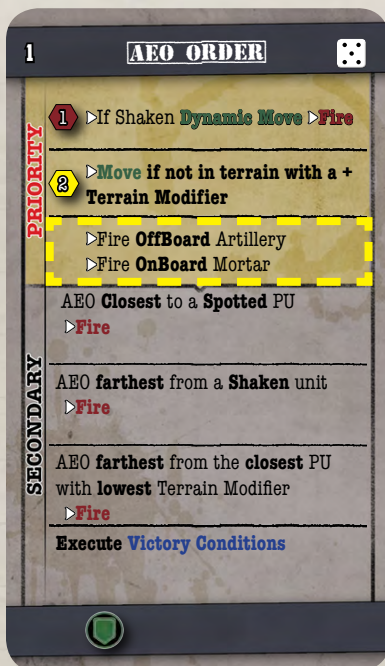 1 AEO ORDER
PRIORITY
1 ▷If Shaken Dynamic Move ▷Fire
2 ▷Move if not in terrain with a +
Terrain Modifier
▷Fire OffBoard Artillery
▷Fire OnBoard Mortar
SECONDARY
AEO Closest to a Spotted PU
▷Fire
AEO farthest from a Shaken unit
▷Fire
AEO farthest from the closest PU
with lowest Terrain Modifier
▷Fire
Execute Victory Conditions